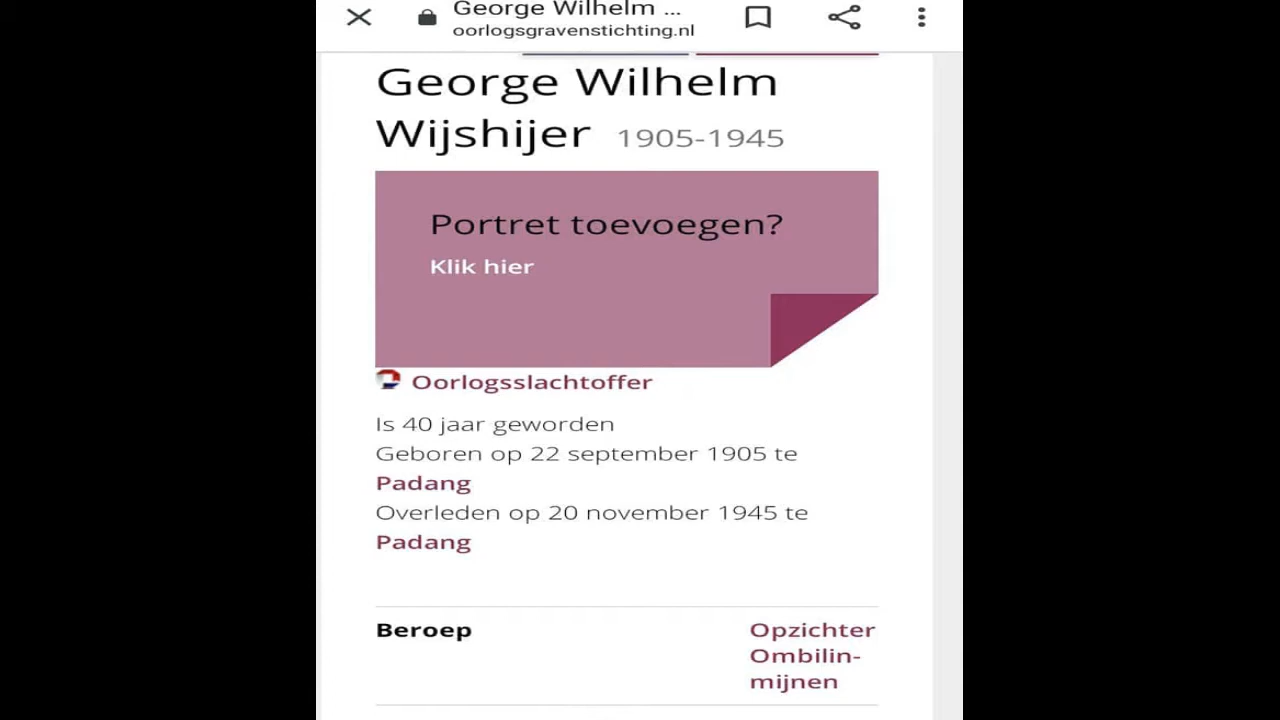 George Wilhelm ...
oorlogsgravenstichting.nl
George Wilhelm
Wijshijer 1905-1945
Portret toevoegen?
Klik hier
Oorlogsslachtoffer
Is 40 jaar geworden
Geboren op 22 september 1905 te
Padang
Overleden op 20 november 1945 te
Padang
Beroep
Opzichter
Ombilin-
mijnen